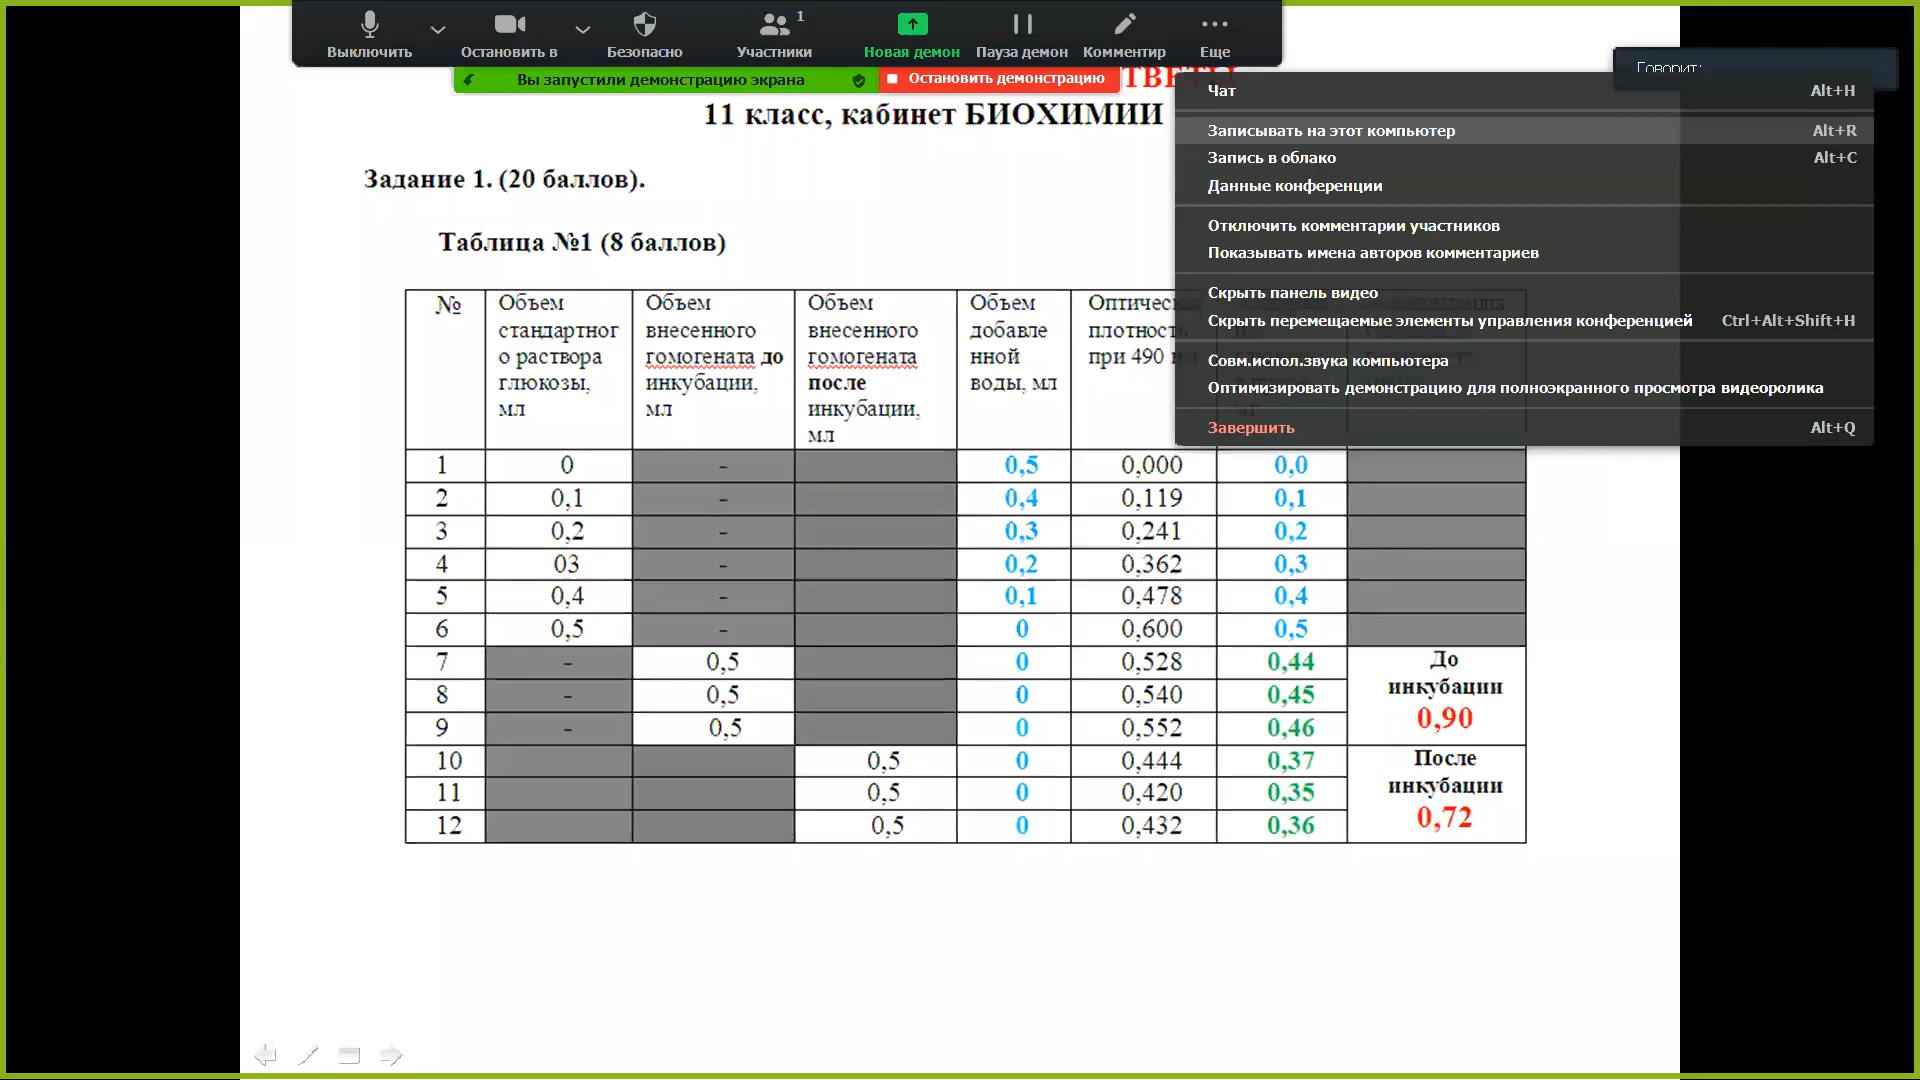 Выключить
Остановить в
Безопасно
Участники 1
Новая демон
Пауза демон
Комментир
Еще
Вы запустили демонстрацию экрана
Остановить демонстрацию
Говорит:
Чат Alt+H
Записывать на этот компьютер Alt+R
Запись в облако Alt+C
Данные конференции
Отключить комментарии участников
Показывать имена авторов комментариев
Скрыть панель видео
Скрыть перемещаемые элементы управления конференцией Ctrl+Alt+Shift+H
Совм.испол.звука компьютера
Оптимизировать демонстрацию для полноэкранного просмотра видеоролика
Завершить Alt+Q
11 класс, кабинет БИОХИМИИ
Задание 1. (20 баллов).
Таблица №1 (8 баллов)
№
Объем
стандартног
о раствора
глюкозы,
мл
Объем
внесенного
гомогената до
инкубации,
мл
Объем
внесенного
гомогената
после
инкубации,
мл
Объем
добавле
нной
воды, мл
плотность
при 490
1 0 - 0,5 0,000 0,0
2 0,1 - 0,4 0,119 0,1
3 0,2 - 0,3 0,241 0,2
4 03 - 0,2 0,362 0,3
5 0,4 - 0,1 0,478 0,4
6 0,5 - 0 0,600 0,5
7 - 0,5 0 0,528 0,44
8 - 0,5 0 0,540 0,45
9 - 0,5 0 0,552 0,46
До
инкубации
0,90
10 0,5 0 0,444 0,37
11 0,5 0 0,420 0,35
12 0,5 0 0,432 0,36
После
инкубации
0,72